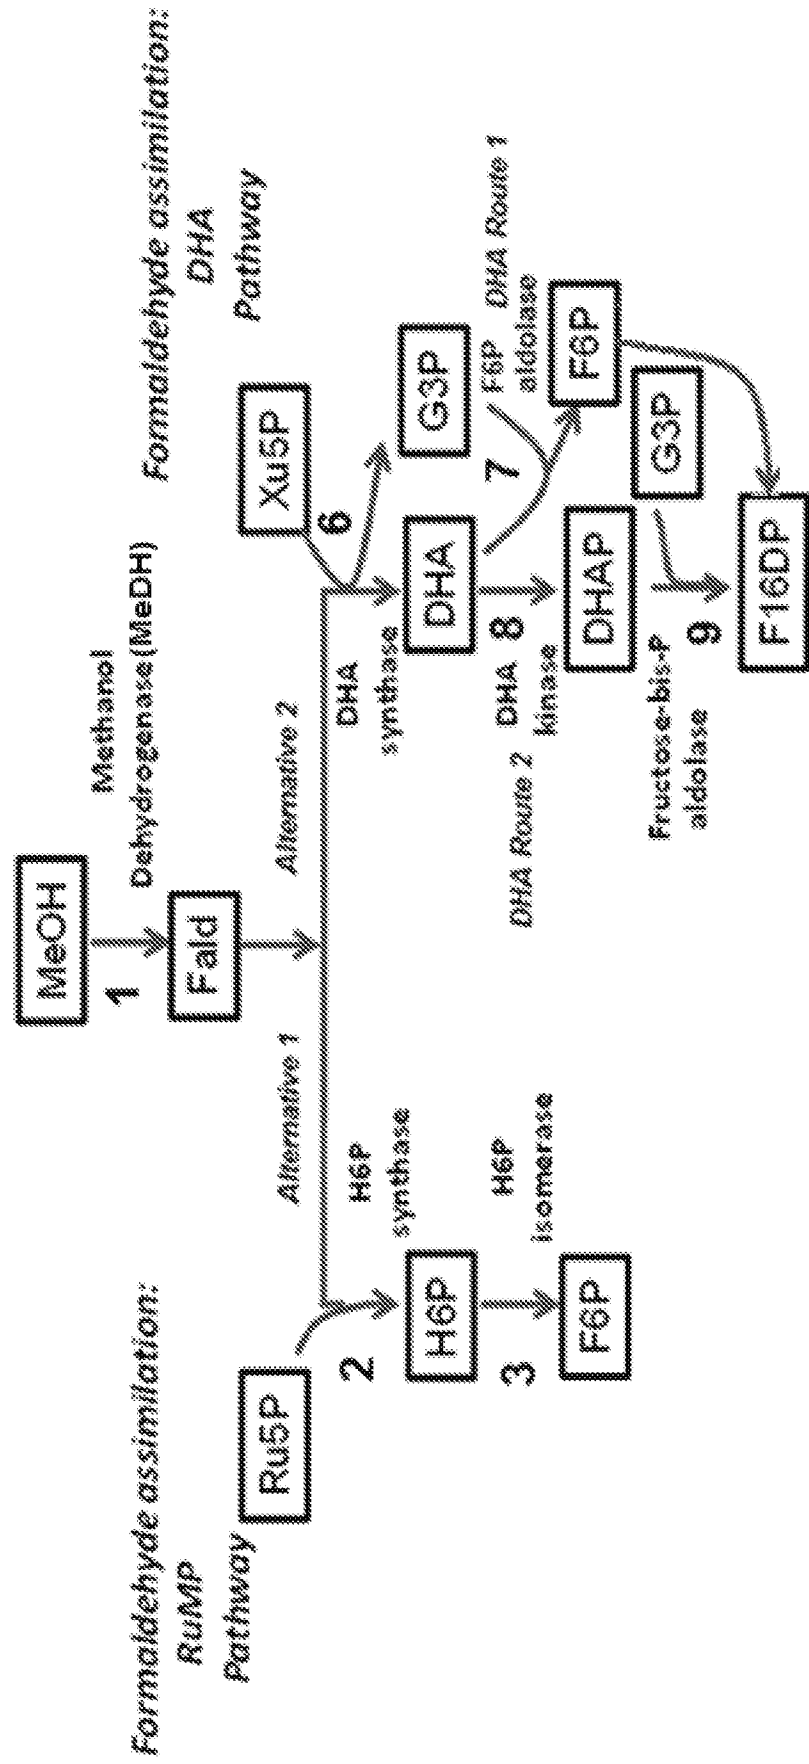 MeOH
1
Methanol
Dehydrogenase(MeDH)
Fald
Formaldehyde assimilation:
RuMP
Pathway
Alternative 1
Alternative 2
Formaldehyde assimilation:
DHA
Pathway
Ru5P
2
H6P
synthase
H6P
3
H6P
isomerase
F6P
Xu5P
6
DHA
synthase
DHA
G3P
7
F6P
aldolase
DHA Route 1
F6P
DHA Route 2
DHA
kinase
8
DHAP
G3P
Fructose-bis-P
aldolase
9
F16DP